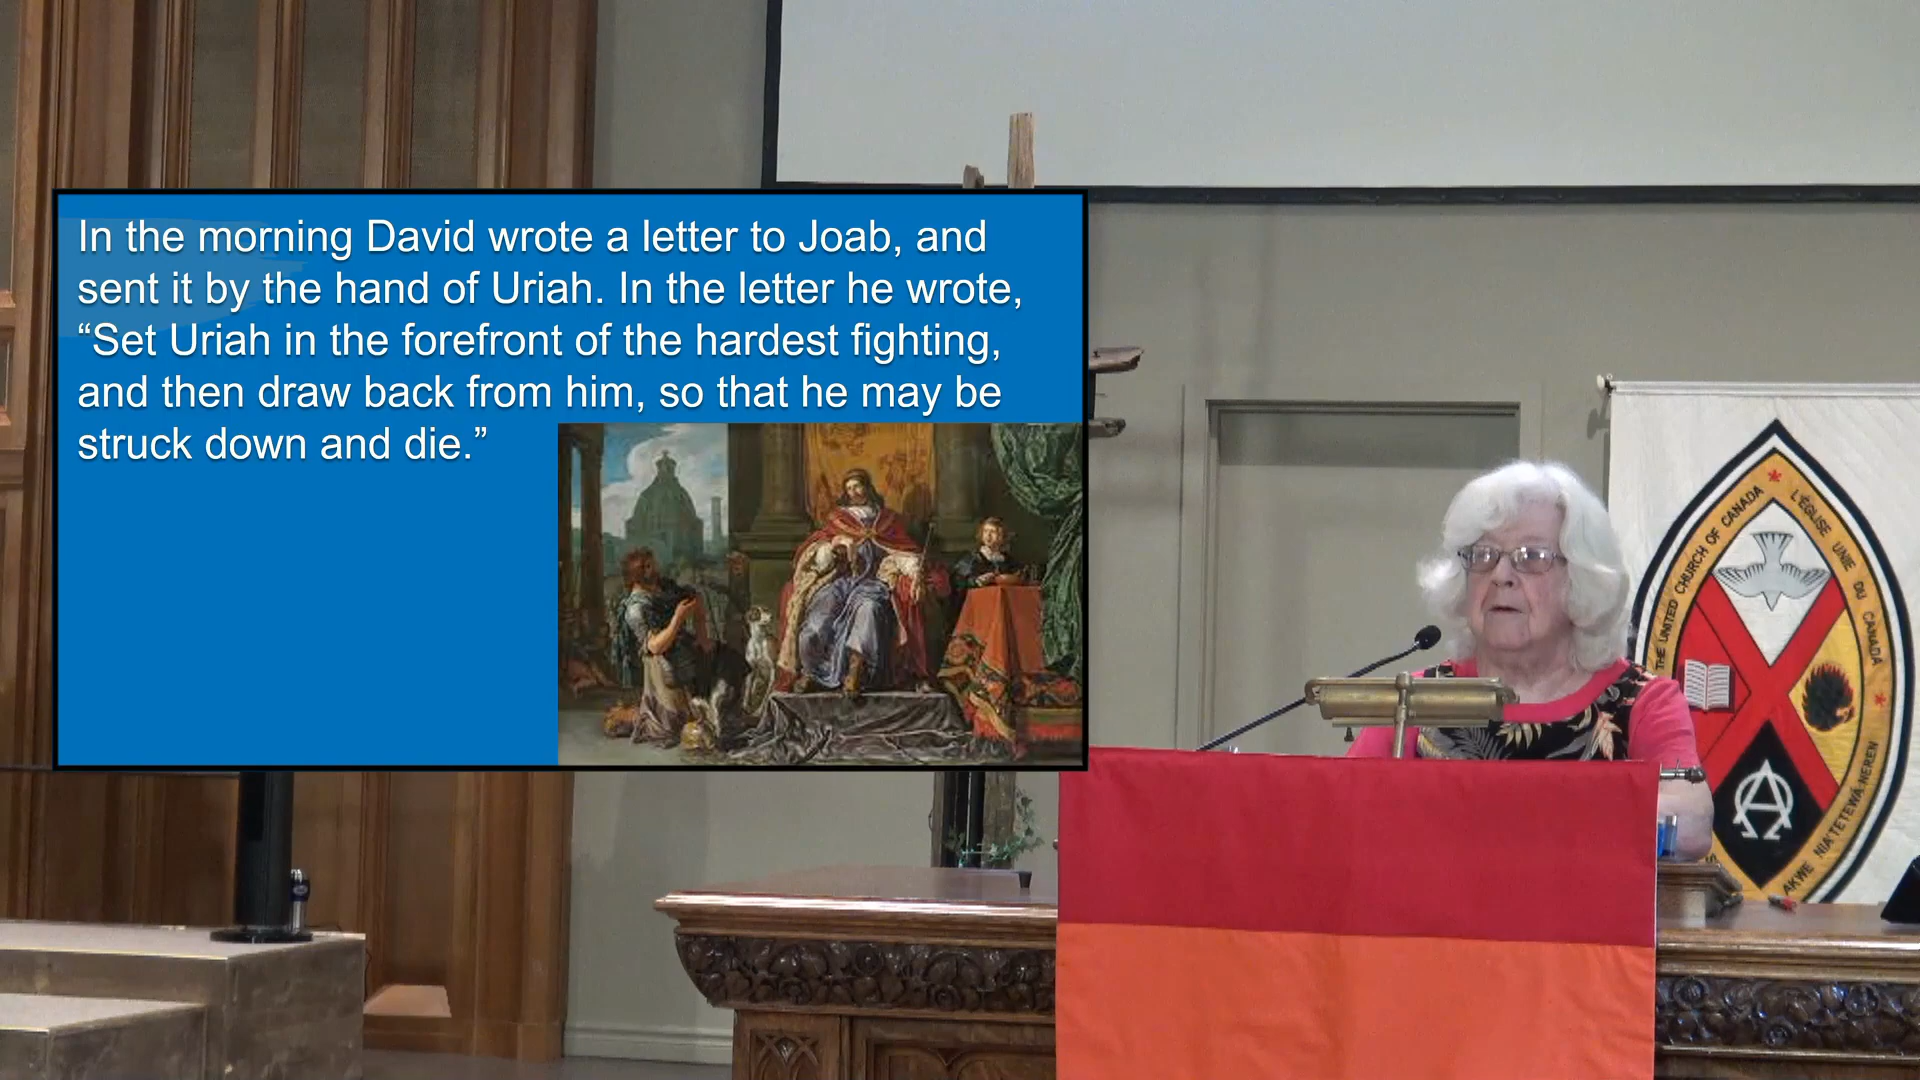 In the morning David wrote a letter to Joab, and
sent it by the hand of Uriah. In the letter he wrote,
“Set Uriah in the forefront of the hardest fighting,
and then draw back from him, so that he may be
struck down and die.”
THE UNITED CHURCH OF CANADA
L'ÉGLISE UNIE DU CANADA
AKWE NIA'TETEWÁ:NEREN
ΑΩ